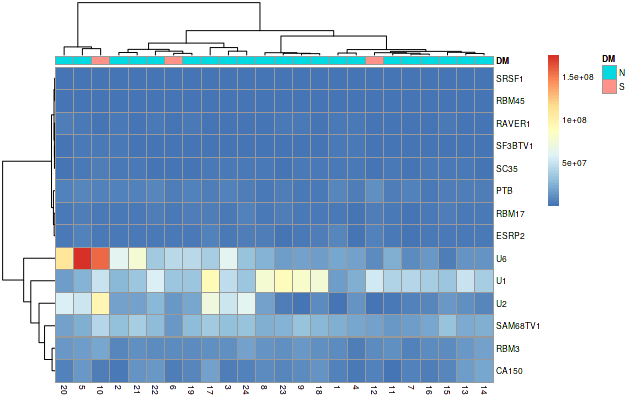 DM
DM
N
S
1.5e+08
1e+08
5e+07
SRSF1
RBM45
RAVER1
SF3BTV1
SC35
PTB
RBM17
ESRP2
U6
U1
U2
SAM68TV1
RBM3
CA150
20 5 10 2 21 22 6 19 17 3 24 8 23 9 18 1 4 12 11 7 16 15 13 14